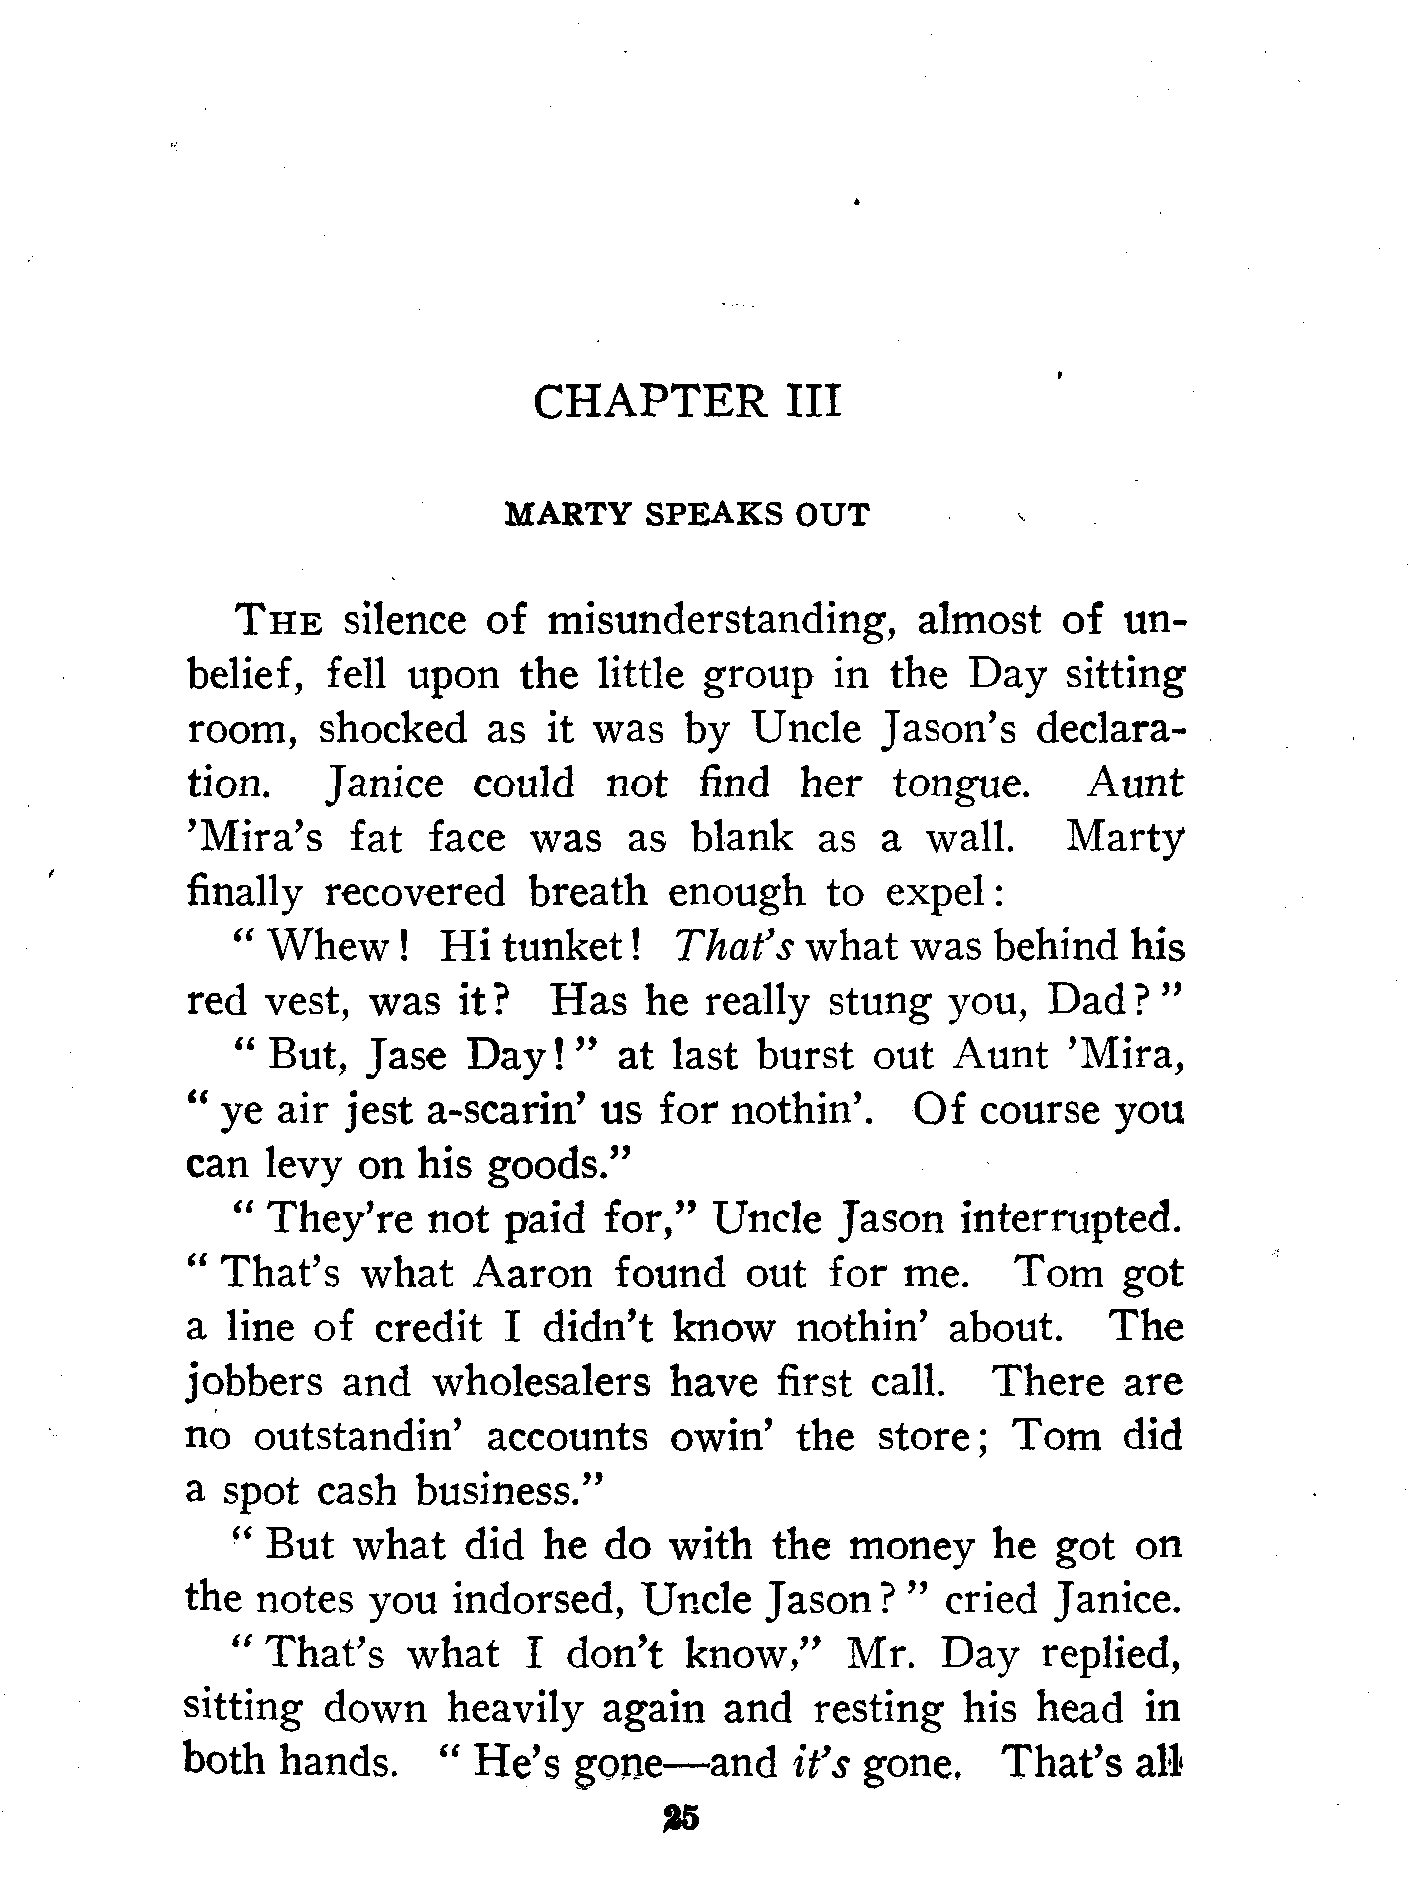 CHAPTER III
MARTY SPEAKS OUT
THE silence of misunderstanding, almost of un-
belief, fell upon the little group in the Day sitting
room, shocked as it was by Uncle Jason's declara-
tion. Janice could not find her tongue. Aunt
'Mira's fat face was as blank as a wall. Marty
finally recovered breath enough to expel:
"Whew! Hi tunket! That's what was behind his
red vest, was it? Has he really stung you, Dad?"
"But, Jase Day!" at last burst out Aunt 'Mira,
"ye air jest a-scarin' us for nothin'. Of course you
can levy on his goods."
"They're not paid for," Uncle Jason interrupted.
"That's what Aaron found out for me. Tom got
a line of credit I didn't know nothin' about. The
jobbers and wholesalers have first call. There are
no outstandin' accounts owin' the store; Tom did
a spot cash business."
"But what did he do with the money he got on
the notes you indorsed, Uncle Jason?" cried Janice.
"That's what I don't know," Mr. Day replied,
sitting down heavily again and resting his head in
both hands. "He's gone—and it's gone. That's all
25